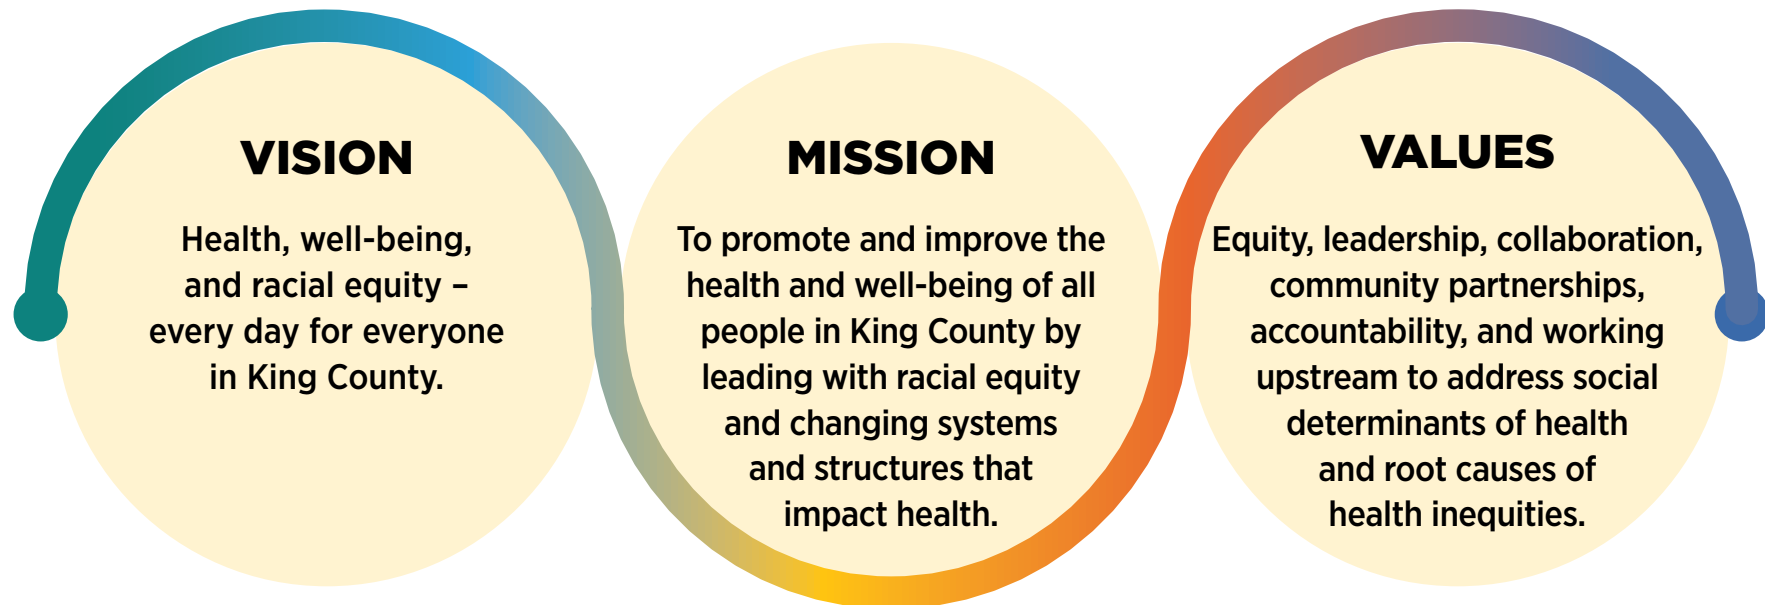 VISION
Health, well-being,
and racial equity –
every day for everyone
in King County.
MISSION
To promote and improve the
health and well-being of all
people in King County by
leading with racial equity
and changing systems
and structures that
impact health.
VALUES
Equity, leadership, collaboration,
community partnerships,
accountability, and working
upstream to address social
determinants of health
and root causes of
health inequities.